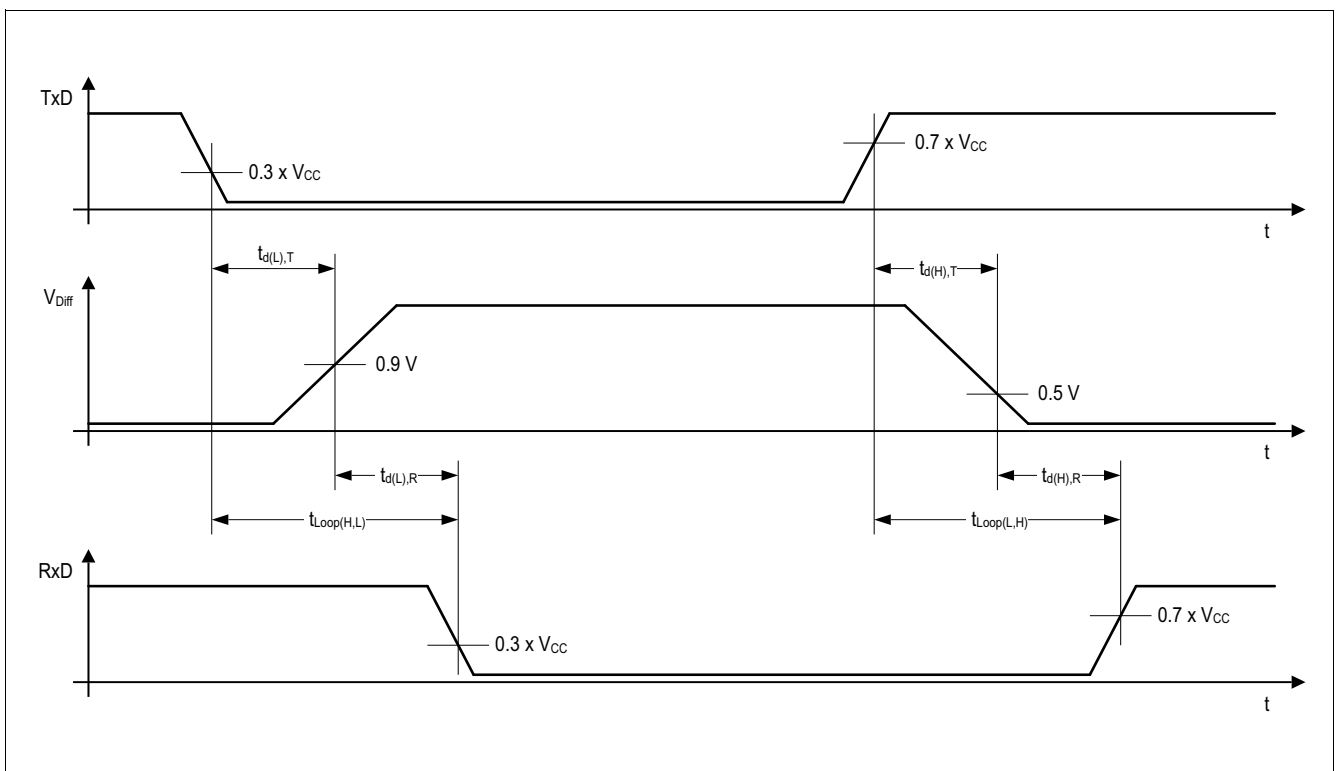 TxD
0.3 x VCC
0.7 x VCC
t
td(L),T
td(H),T
VDiff
0.9 V
0.5 V
t
td(L),R
td(H),R
tLoop(H,L)
tLoop(L,H)
RxD
0.3 x VCC
0.7 x VCC
t